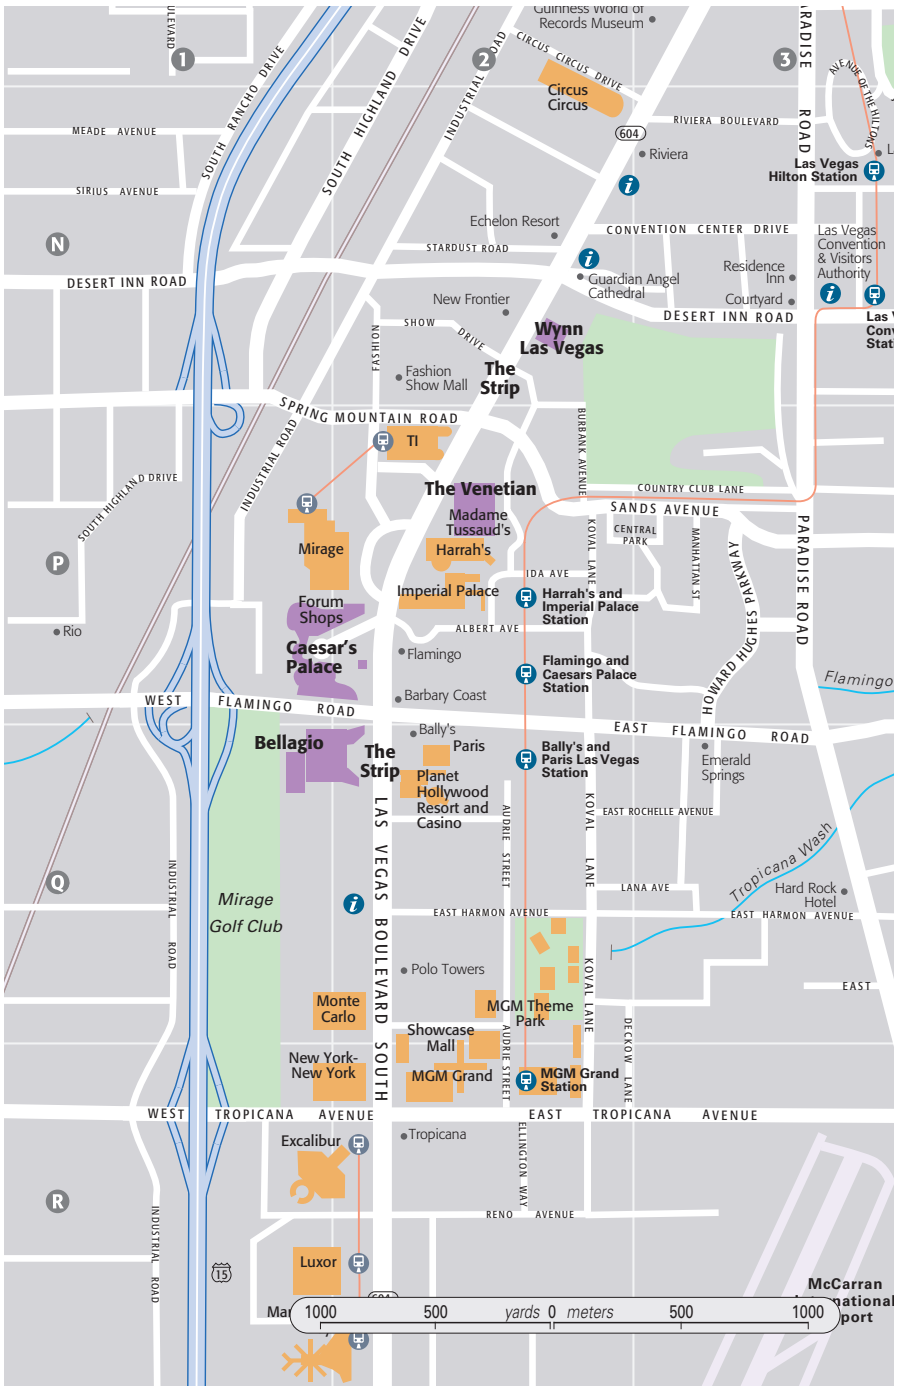 Guinness World of
Records Museum
PARADISE
ROAD
1
2
3
SOUTH RANCHO DRIVE
SOUTH HIGHLAND DRIVE
INDUSTRIAL ROAD
CIRCUS CIRCUS DRIVE
Circus
Circus
AVENUE OF THE HILTONS
MEADE AVENUE
604
RIVIERA BOULEVARD
Riviera
Las Vegas
Hilton Station
i
SIRIUS AVENUE
Echelon Resort
CONVENTION CENTER DRIVE
N
STARDUST ROAD
i
Las Vegas
Convention
& Visitors
Authority
i
DESERT INN ROAD
Guardian Angel
Cathedral
Residence
Inn
Courtyard
New Frontier
DESERT INN ROAD
SHOW
DRIVE
FASHION
Wynn
Las Vegas
The
Strip
Fashion
Show Mall
SPRING MOUNTAIN ROAD
INDUSTRIAL ROAD
TI
BURBANK AVENUE
SOUTH HIGHLAND DRIVE
The Venetian
COUNTRY CLUB LANE
SANDS AVENUE
Madame
Tussaud's
CENTRAL
PARK
KOVAL LANE
MANHATTAN ST
HOWARD HUGHES PARKWAY
PARADISE ROAD
Mirage
Harrah's
P
IDA AVE
Imperial Palace
Harrah's and
Imperial Palace
Station
Forum
Shops
ALBERT AVE
Rio
Caesar's
Palace
Flamingo
Flamingo and
Caesars Palace
Station
Flamingo
Barbary Coast
WEST FLAMINGO ROAD
EAST FLAMINGO ROAD
Bally's
Bellagio
The
Strip
Paris
Bally's and
Paris Las Vegas
Station
Emerald
Springs
Planet
Hollywood
Resort and
Casino
LAS VEGAS BOULEVARD SOUTH
AUDRIE STREET
KOVAL LANE
EAST ROCHELLE AVENUE
Tropicana Wash
Q
INDUSTRIAL ROAD
LANA AVE
Hard Rock
Hotel
Mirage
Golf Club
i
EAST HARMON AVENUE
EAST HARMON AVENUE
Polo Towers
KOVAL LANE
EAST
Monte
Carlo
MGM Theme
Park
Showcase
Mall
AUDRIE STREET
DECKOW LANE
New York-
New York
MGM Grand
MGM Grand
Station
WEST TROPICANA AVENUE
EAST TROPICANA AVENUE
Excalibur
Tropicana
ELLINGTON WAY
R
RENO AVENUE
INDUSTRIAL ROAD
15
Luxor
McCarran
1000 500 yards 0 meters 500 1000